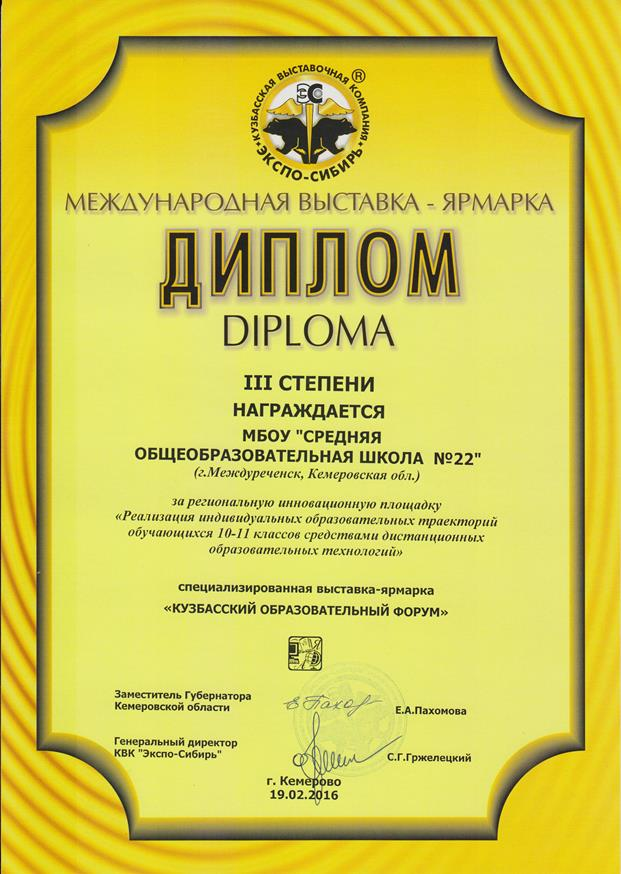 КУЗБАССКАЯ ВЫСТАВОЧНАЯ КОМПАНИЯ
ЭС
®
ЭКСПО-СИБИРЬ
МЕЖДУНАРОДНАЯ ВЫСТАВКА - ЯРМАРКА
ДИПЛОМ
DIPLOMA
III СТЕПЕНИ
НАГРАЖДАЕТСЯ
МБОУ "СРЕДНЯЯ
ОБЩЕОБРАЗОВАТЕЛЬНАЯ ШКОЛА №22"
(г.Междуреченск, Кемеровская обл.)
за региональную инновационную площадку
«Реализация индивидуальных образовательных траекторий
обучающихся 10-11 классов средствами дистанционных
образовательных технологий»
специализированная выставка-ярмарка
«КУЗБАССКИЙ ОБРАЗОВАТЕЛЬНЫЙ ФОРУМ»
Заместитель Губернатора
Кемеровской области
Е.А.Пахомова
Генеральный директор
КВК "Экспо-Сибирь"
С.Г.Гржелецкий
г. Кемерово
19.02.2016